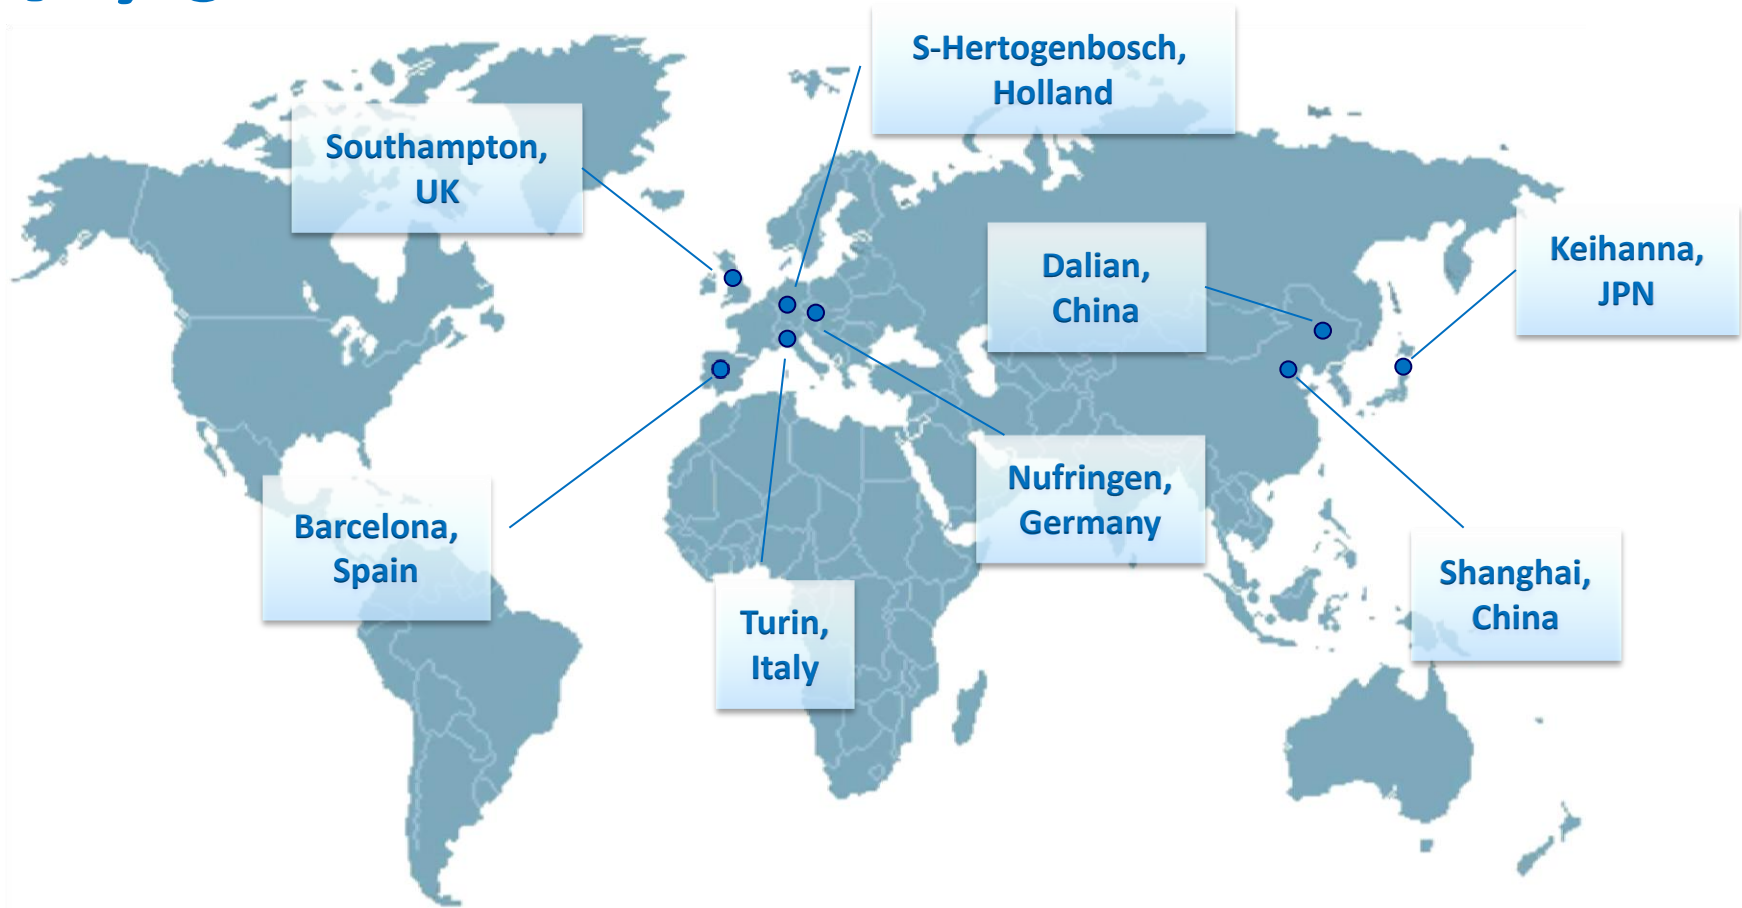 S-Hertogenbosch,
Holland
Southampton,
UK
Dalian,
China
Keihanna,
JPN
Nufringen,
Germany
Barcelona,
Spain
Shanghai,
China
Turin,
Italy